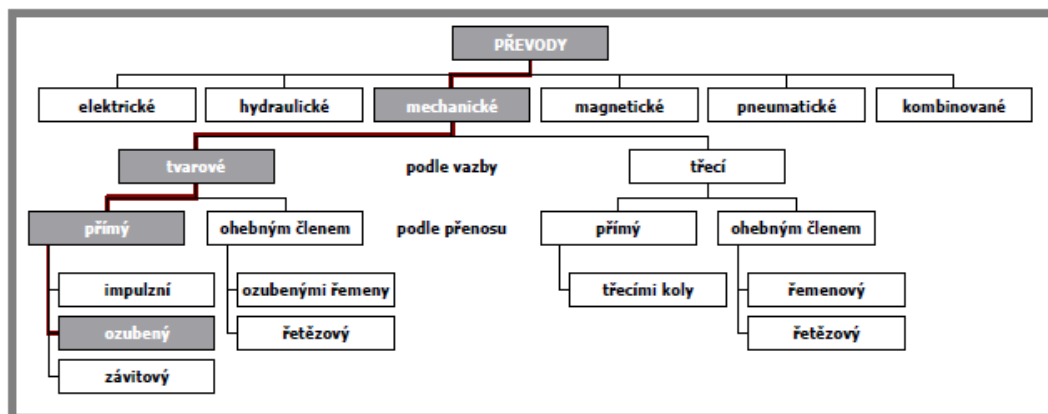 PŘEVODY
elektrické
hydraulické
mechanické
magnetické
pneumatické
kombinované
tvarové
podle vazby
třecí
přímý
ohebným členem
podle přenosu
přímý
ohebným členem
impulzní
ozubenými řemeny
třecími koly
řemenový
ozubený
řetězový
řetězový
závitový